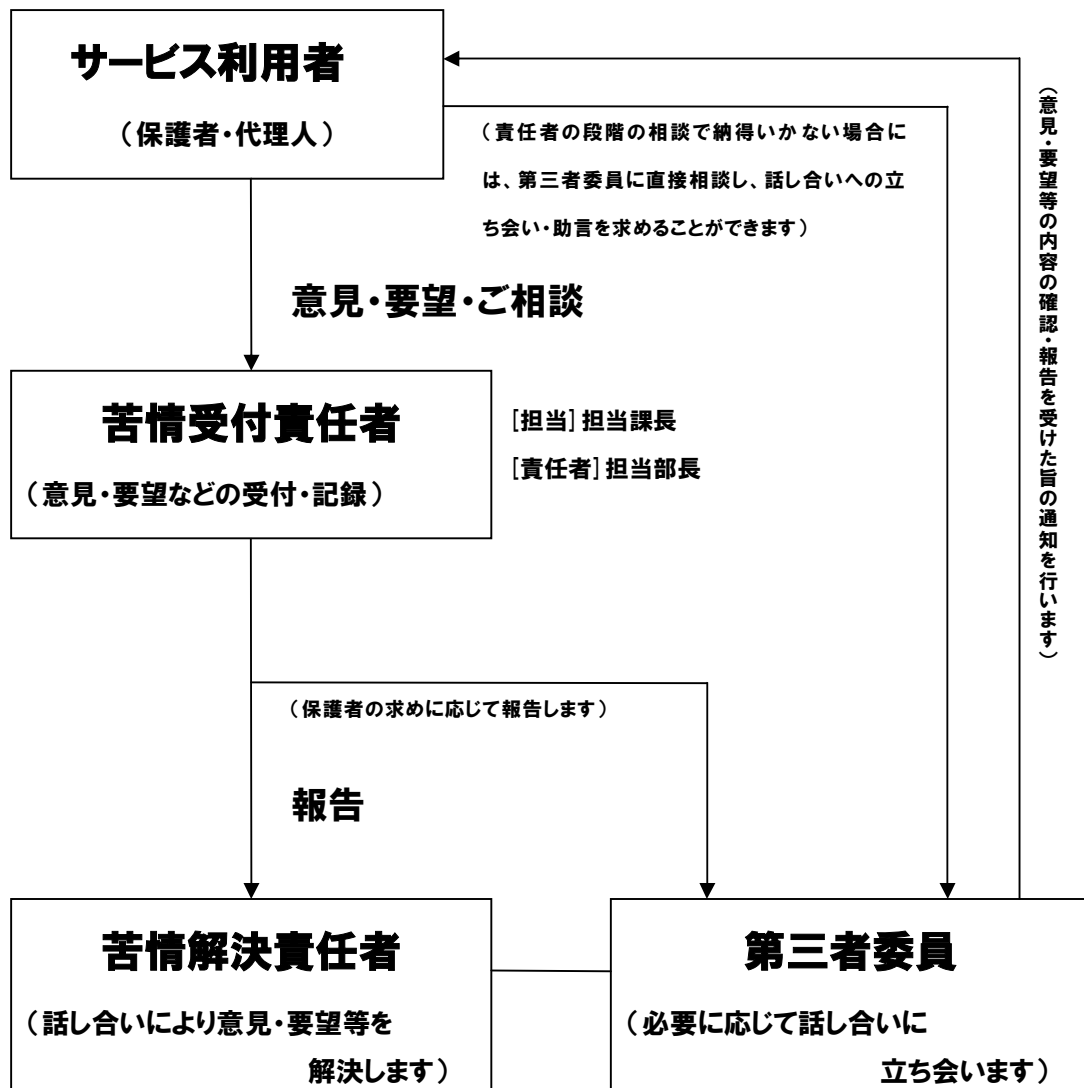 サービス利用者
（保護者・代理人）
（責任者の段階の相談で納得いかない場合に
は、第三者委員に直接相談し、話し合いへの立
ち会い・助言を求めることができます）
（意見・要望等の内容の確認・報告を受けた旨の通知を行います）
意見・要望・ご相談
苦情受付責任者
（意見・要望などの受付・記録）
[担当] 担当課長
[責任者] 担当部長
（保護者の求めに応じて報告します）
報告
苦情解決責任者
（話し合いにより意見・要望等を
解決します）
第三者委員
（必要に応じて話し合いに
立ち会います）